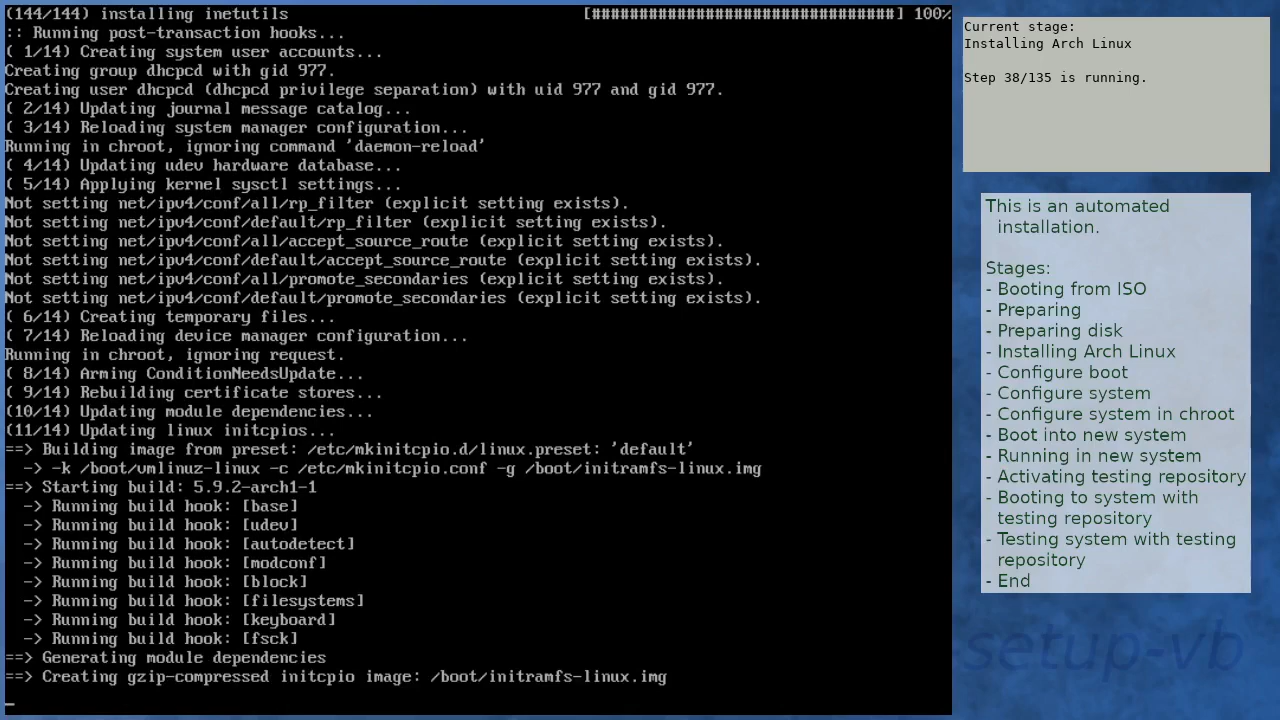 (144/144) installing inetutils [################################] 100%
:: Running post-transaction hooks...
( 1/14) Creating system user accounts...
Creating group dhcpcd with gid 977.
Creating user dhcpcd (dhcpcd privilege separation) with uid 977 and gid 977.
( 2/14) Updating journal message catalog...
( 3/14) Reloading system manager configuration...
Running in chroot, ignoring command 'daemon-reload'
( 4/14) Updating udev hardware database...
( 5/14) Applying kernel sysctl settings...
Not setting net/ipv4/conf/all/rp_filter (explicit setting exists).
Not setting net/ipv4/conf/default/rp_filter (explicit setting exists).
Not setting net/ipv4/conf/all/accept_source_route (explicit setting exists).
Not setting net/ipv4/conf/default/accept_source_route (explicit setting exists).
Not setting net/ipv4/conf/all/promote_secondaries (explicit setting exists).
Not setting net/ipv4/conf/default/promote_secondaries (explicit setting exists).
( 6/14) Creating temporary files...
( 7/14) Reloading device manager configuration...
Running in chroot, ignoring request.
( 8/14) Arming ConditionNeedsUpdate...
( 9/14) Rebuilding certificate stores...
(10/14) Updating module dependencies...
(11/14) Updating linux initcpios...
==> Building image from preset: /etc/mkinitcpio.d/linux.preset: 'default'
  -> -k /boot/vmlinuz-linux -c /etc/mkinitcpio.conf -g /boot/initramfs-linux.img
==> Starting build: 5.9.2-arch1-1
  -> Running build hook: [base]
  -> Running build hook: [udev]
  -> Running build hook: [autodetect]
  -> Running build hook: [modconf]
  -> Running build hook: [block]
  -> Running build hook: [filesystems]
  -> Running build hook: [keyboard]
  -> Running build hook: [fsck]
==> Generating module dependencies
==> Creating gzip-compressed initcpio image: /boot/initramfs-linux.img
Current stage:
Installing Arch Linux
Step 38/135 is running.
This is an automated
installation.
Stages:
- Booting from ISO
- Preparing
- Preparing disk
- Installing Arch Linux
- Configure boot
- Configure system
- Configure system in chroot
- Boot into new system
- Running in new system
- Activating testing repository
- Booting to system with
testing repository
- Testing system with testing
repository
- End
-setup-vb